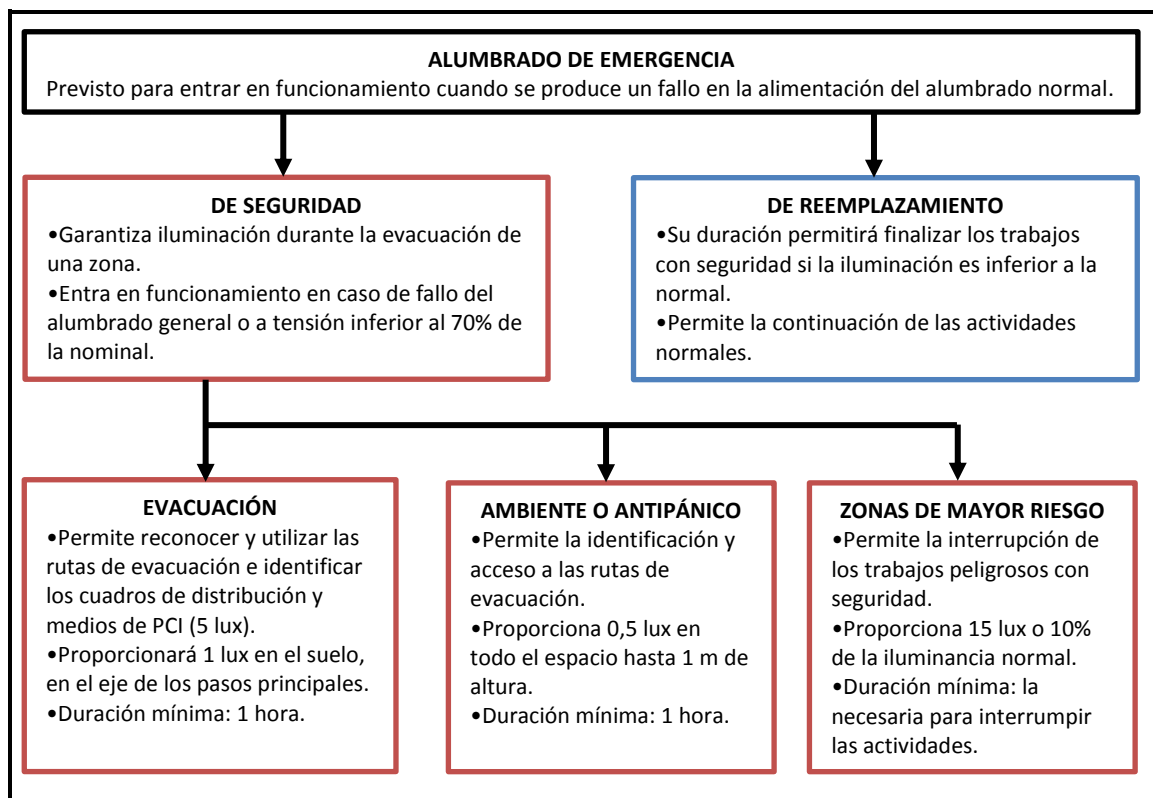 ALUMBRADO DE EMERGENCIA
Previsto para entrar en funcionamiento cuando se produce un fallo en la alimentación del alumbrado normal.
DE SEGURIDAD
•Garantiza iluminación durante la evacuación de
una zona.
•Entra en funcionamiento en caso de fallo del
alumbrado general o a tensión inferior al 70% de
la nominal.
DE REEMPLAZAMIENTO
•Su duración permitirá finalizar los trabajos
con seguridad si la iluminación es inferior a la
normal.
•Permite la continuación de las actividades
normales.
EVACUACIÓN
•Permite reconocer y utilizar las
rutas de evacuación e identificar
los cuadros de distribución y
medios de PCI (5 lux).
•Proporcionará 1 lux en el suelo,
en el eje de los pasos principales.
•Duración mínima: 1 hora.
AMBIENTE O ANTIPÁNICO
•Permite la identificación y
acceso a las rutas de
evacuación.
•Proporciona 0,5 lux en
todo el espacio hasta 1 m de
altura.
•Duración mínima: 1 hora.
ZONAS DE MAYOR RIESGO
•Permite la interrupción de
los trabajos peligrosos con
seguridad.
•Proporciona 15 lux o 10%
de la iluminancia normal.
•Duración mínima: la
necesaria para interrumpir
las actividades.